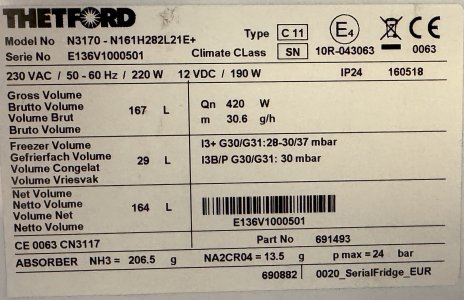 THETFORD
Model No N3170 - N161H282L21E+ Type C 11 E4 CE
Serie No E136V1000501 Climate CLass SN 10R-043063 0063
230 VAC / 50 - 60 Hz / 220 W 12 VDC / 190 W IP24 160518
Gross Volume
Brutto Volume
Volume Brut
Bruto Volume
167 L
Qn 420 W
m 30.6 g/h
Freezer Volume
Gefrierfach Volume
Volume Congelat
Volume Vriesvak
29 L
I3+ G30/G31:28-30/37 mbar
I3B/P G30/G31: 30 mbar
Net Volume
Netto Volume
Volume Net
Netto Volume
164 L
E136V1000501
CE 0063 CN3117 Part No 691493
ABSORBER NH3 = 206.5 g NA2CR04 = 13.5 g p max = 24 bar
690882 0020_SerialFridge_EUR